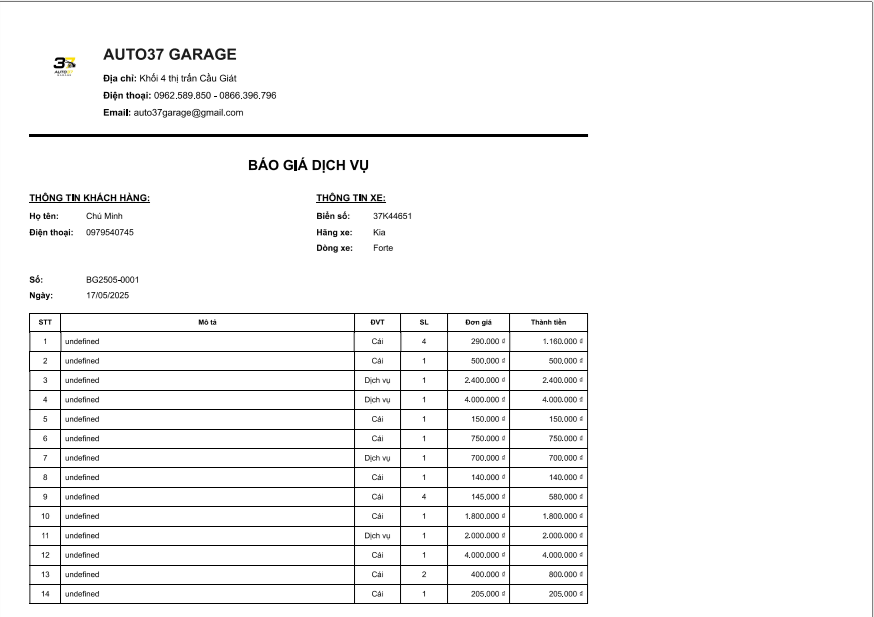 37
AUTO37
GARAGE
AUTO37 GARAGE
Địa chỉ: Khối 4 thị trấn Cầu Giát
Điện thoại: 0962.589.850 - 0866.396.796
Email: auto37garage@gmail.com
BÁO GIÁ DỊCH VỤ
THÔNG TIN KHÁCH HÀNG:
Họ tên: Chú Minh
Điện thoại: 0979540745
THÔNG TIN XE:
Biển số: 37K44651
Hãng xe: Kia
Dòng xe: Forte
Số: BG2505-0001
Ngày: 17/05/2025
STT Mô tả ĐVT SL Đơn giá Thành tiền
1 undefined Cái 4 290.000 ₫ 1.160.000 ₫
2 undefined Cái 1 500.000 ₫ 500.000 ₫
3 undefined Dịch vụ 1 2.400.000 ₫ 2.400.000 ₫
4 undefined Dịch vụ 1 4.000.000 ₫ 4.000.000 ₫
5 undefined Cái 1 150.000 ₫ 150.000 ₫
6 undefined Cái 1 750.000 ₫ 750.000 ₫
7 undefined Dịch vụ 1 700.000 ₫ 700.000 ₫
8 undefined Cái 1 140.000 ₫ 140.000 ₫
9 undefined Cái 4 145.000 ₫ 580.000 ₫
10 undefined Cái 1 1.800.000 ₫ 1.800.000 ₫
11 undefined Dịch vụ 1 2.000.000 ₫ 2.000.000 ₫
12 undefined Cái 1 4.000.000 ₫ 4.000.000 ₫
13 undefined Cái 2 400.000 ₫ 800.000 ₫
14 undefined Cái 1 205.000 ₫ 205.000 ₫